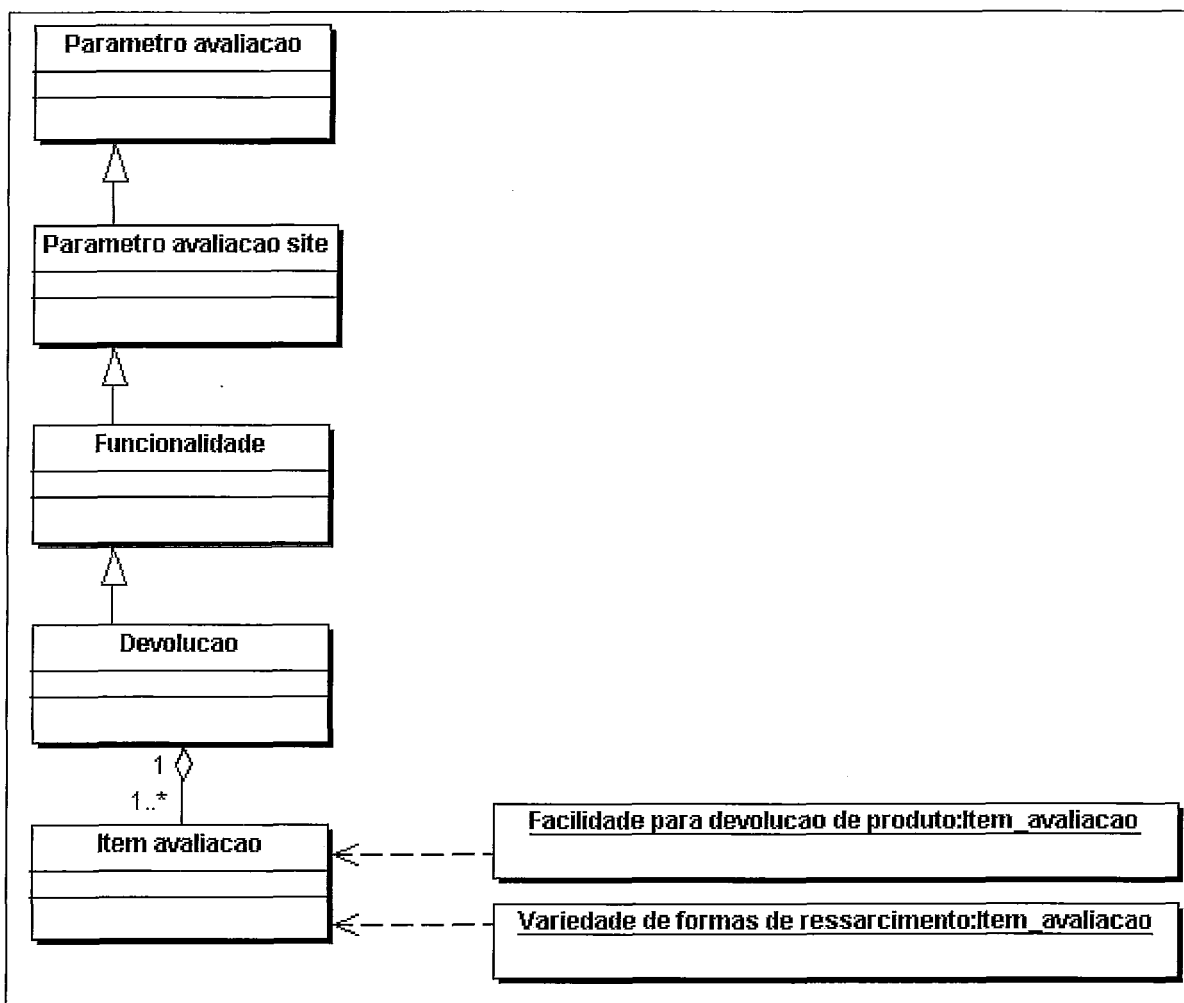 Parametro avaliacao
Parametro avaliacao site
Funcionalidade
Devolucao
1
1..*
Item avaliacao
Facilidade para devolucao de produto:Item_avaliacao
Variedade de formas de ressarcimento:Item_avaliacao